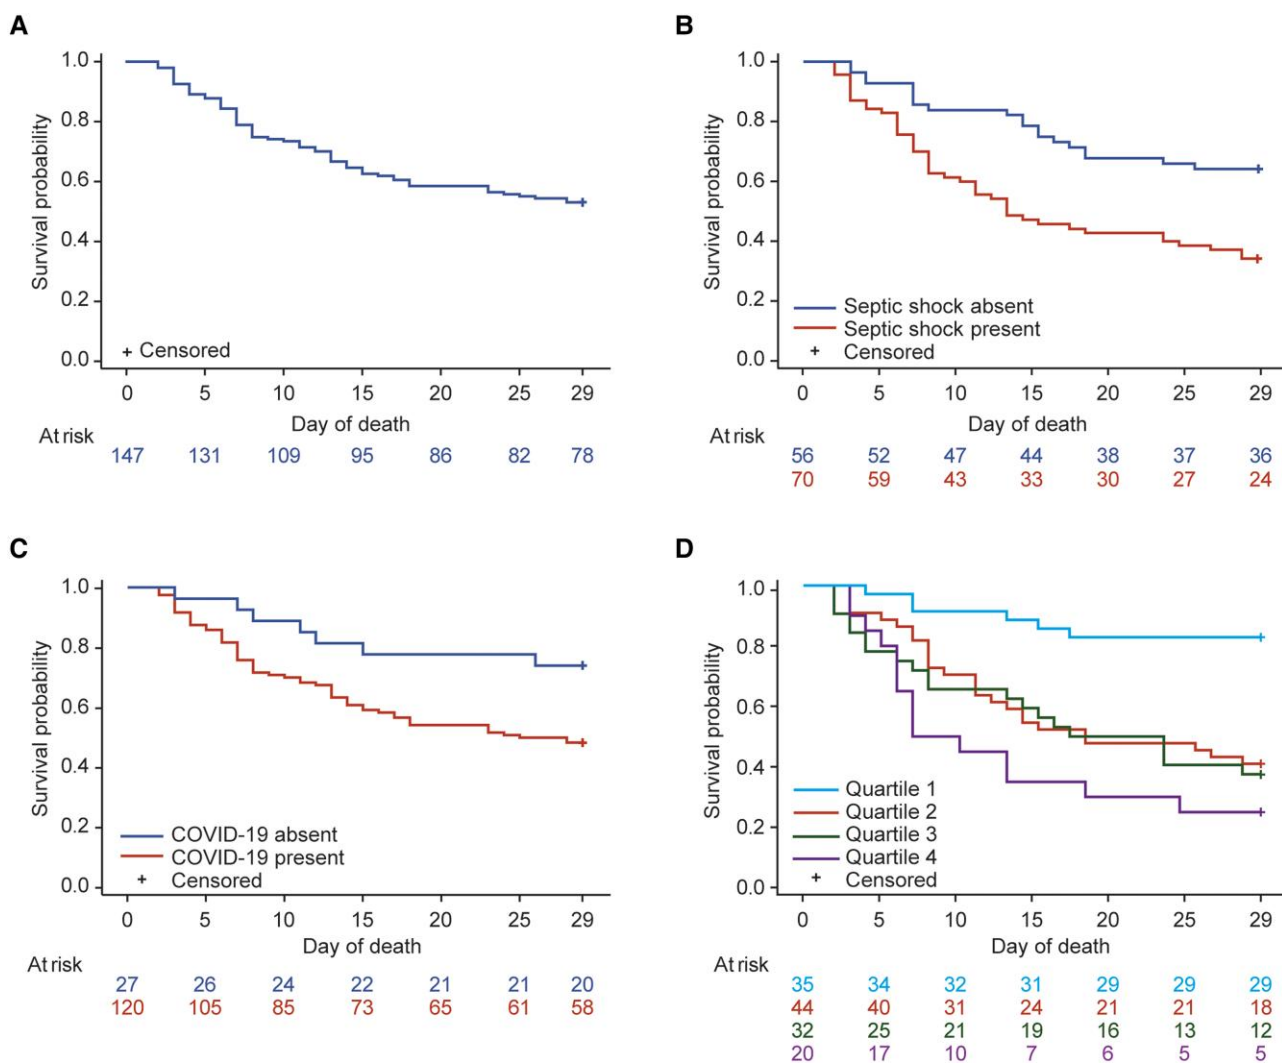 A
Survival probability
1.0
0.8
0.6
0.4
0.2
0.0
+ Censored
0 5 10 15 20 25 29
Day of death
At risk
147 131 109 95 86 82 78
B
Survival probability
1.0
0.8
0.6
0.4
0.2
0.0
Septic shock absent
Septic shock present
+ Censored
0 5 10 15 20 25 29
Day of death
At risk
56 52 47 44 38 37 36
70 59 43 33 30 27 24
C
Survival probability
1.0
0.8
0.6
0.4
0.2
0.0
COVID-19 absent
COVID-19 present
+ Censored
0 5 10 15 20 25 29
Day of death
At risk
27 26 24 22 21 21 20
120 105 85 73 65 61 58
D
Survival probability
1.0
0.8
0.6
0.4
0.2
0.0
Quartile 1
Quartile 2
Quartile 3
Quartile 4
+ Censored
0 5 10 15 20 25 29
Day of death
At risk
35 34 32 31 29 29 29
44 40 31 24 21 21 18
32 25 21 19 16 13 12
20 17 10 7 6 5 5